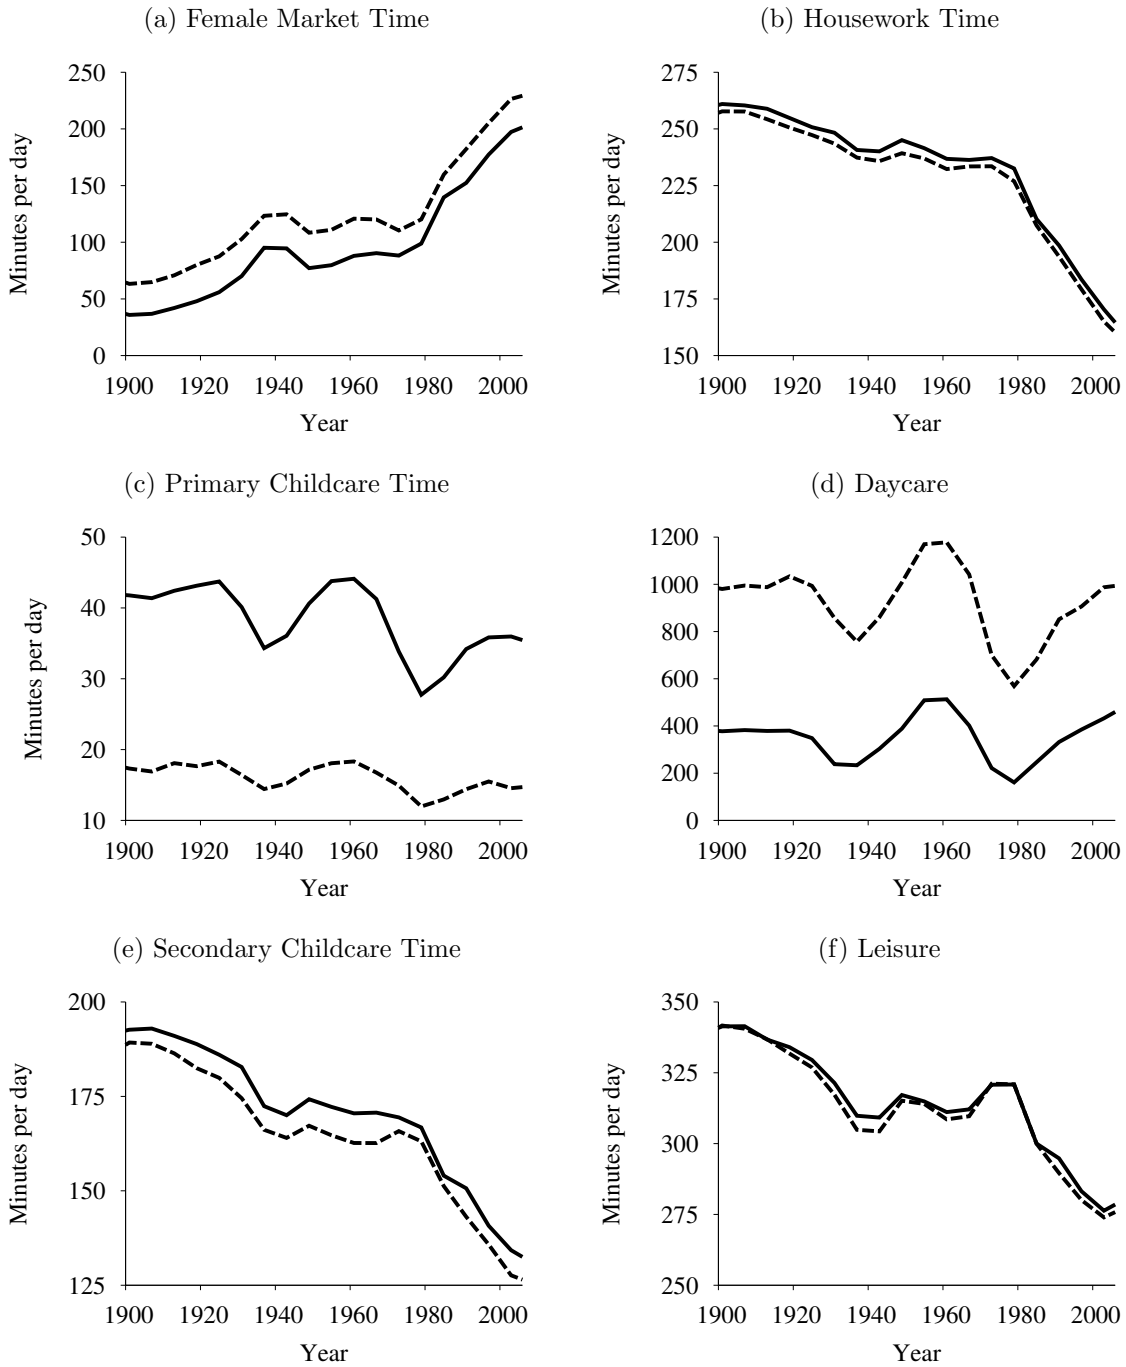 (a) Female Market Time
250
200
150
100
50
0
Minutes per day
1900 1920 1940 1960 1980 2000
Year
(b) Housework Time
275
250
225
200
175
150
Minutes per day
1900 1920 1940 1960 1980 2000
Year
(c) Primary Childcare Time
50
40
30
20
10
Minutes per day
1900 1920 1940 1960 1980 2000
Year
(d) Daycare
1200
1000
800
600
400
200
0
1900 1920 1940 1960 1980 2000
Year
(e) Secondary Childcare Time
200
175
150
125
Minutes per day
1900 1920 1940 1960 1980 2000
Year
(f) Leisure
350
325
300
275
250
Minutes per day
1900 1920 1940 1960 1980 2000
Year